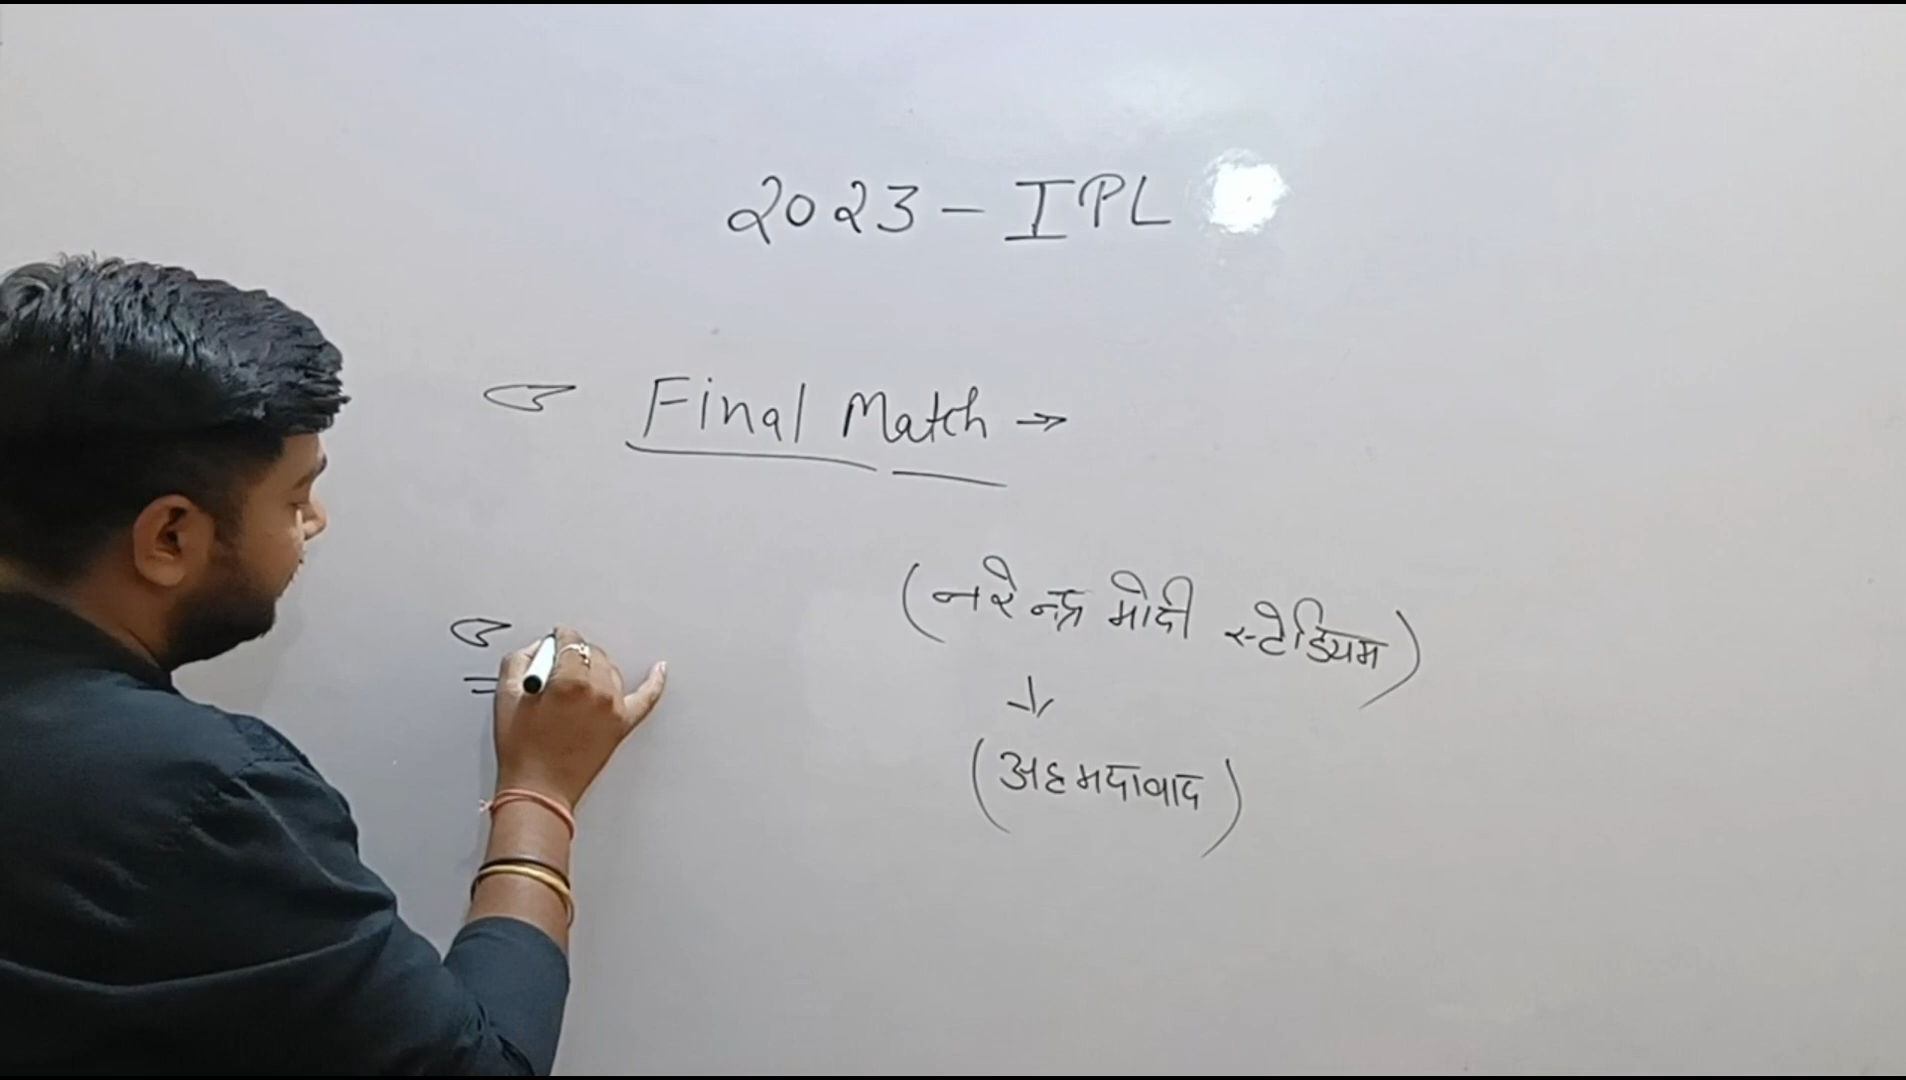 2023 - IPL
Final Match →
(नरेन्द्र मोदी स्टेडियम)
↓
(अहमदावाद)